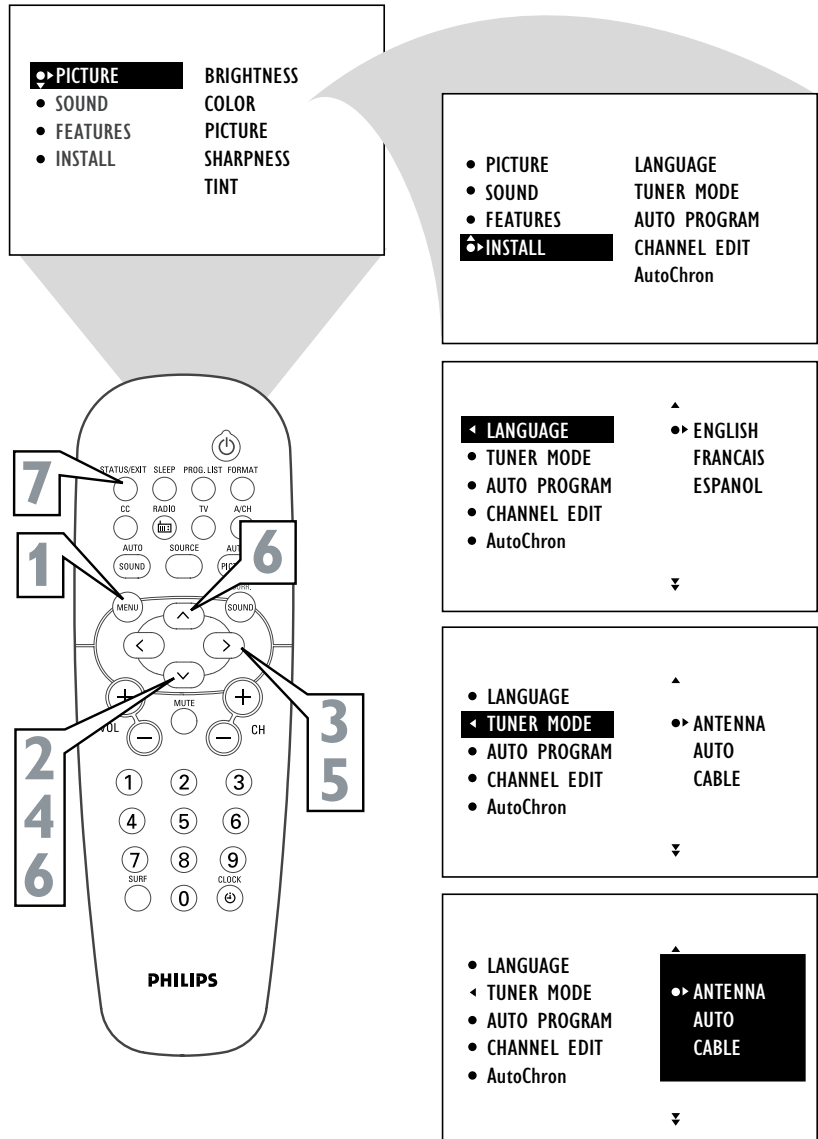 PICTURE BRIGHTNESS
SOUND COLOR
FEATURES PICTURE
INSTALL SHARPNESS
TINT
PICTURE LANGUAGE
SOUND TUNER MODE
FEATURES AUTO PROGRAM
INSTALL CHANNEL EDIT
AutoChron
LANGUAGE ENGLISH
TUNER MODE FRANCAIS
AUTO PROGRAM ESPANOL
CHANNEL EDIT
AutoChron
LANGUAGE
TUNER MODE ANTENNA
AUTO PROGRAM AUTO
CHANNEL EDIT CABLE
AutoChron
LANGUAGE
TUNER MODE ANTENNA
AUTO PROGRAM AUTO
CHANNEL EDIT CABLE
AutoChron
STATUS/EXIT SLEEP PROG. LIST FORMAT
7
CC RADIO TV A/CH
AUTO SOURCE
SOUND
6
1
MENU SOUND
MUTE
VOL CH
2
4
6
3
5
1 2 3
4 5 6
7 8 9
SURF CLOCK
0
PHILIPS